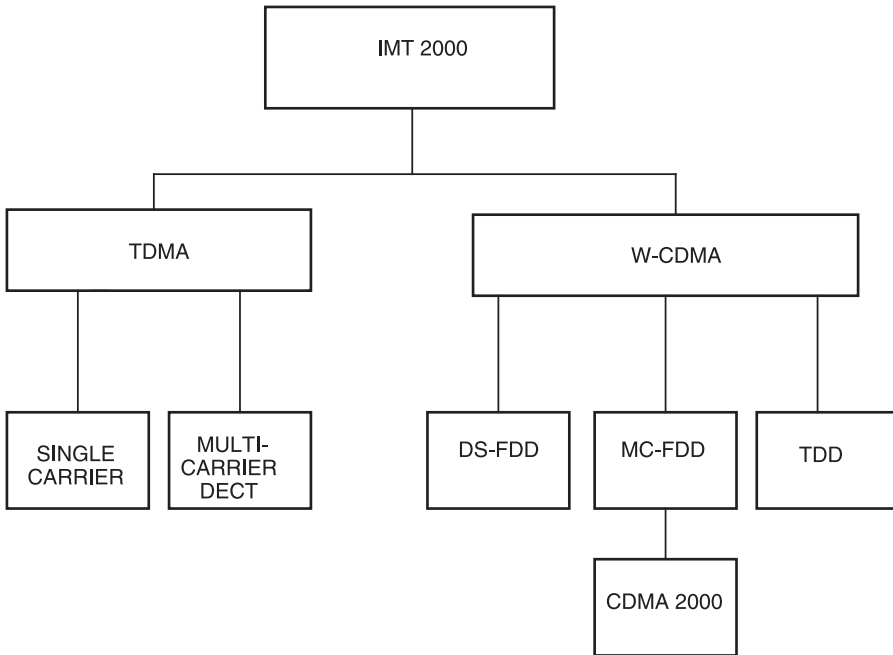 IMT 2000
TDMA
W-CDMA
SINGLE
CARRIER
MULTI-
CARRIER
DECT
DS-FDD
MC-FDD
TDD
CDMA 2000